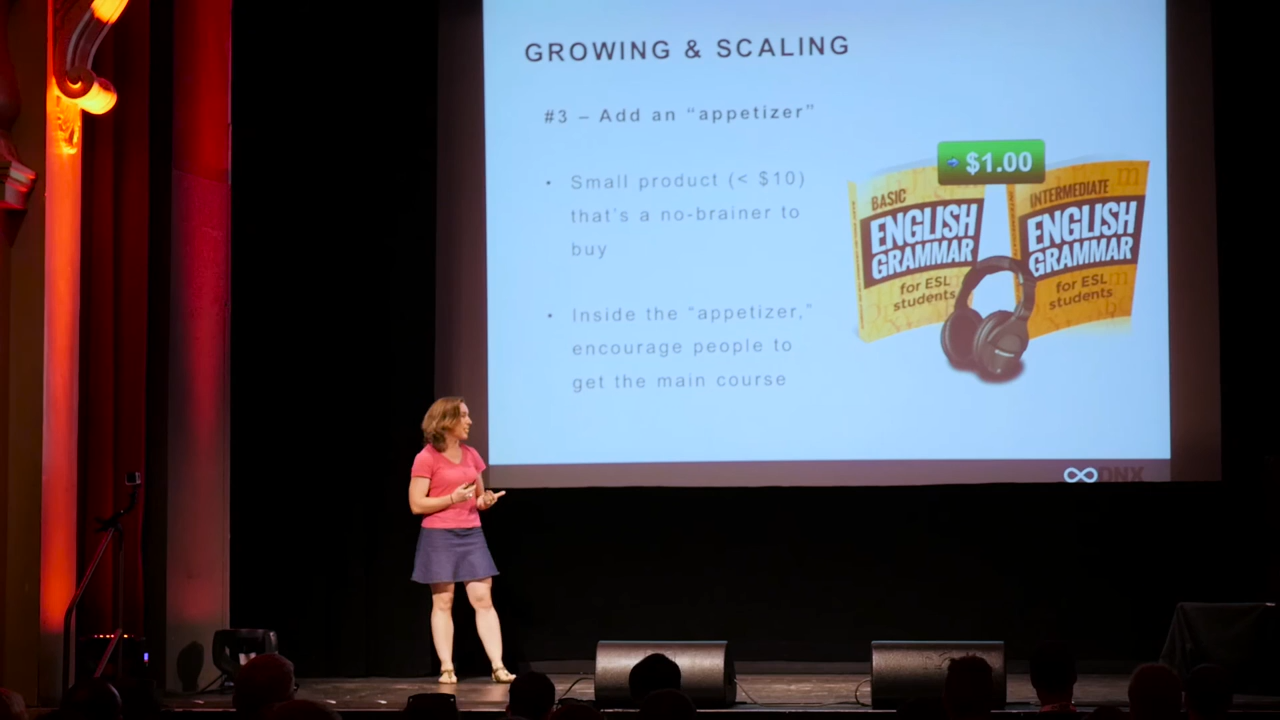 GROWING & SCALING
#3 – Add an “appetizer”
• Small product (< $10)
that’s a no-brainer to
buy
• Inside the “appetizer,”
encourage people to
get the main course
$1.00
BASIC
ENGLISH
GRAMMAR
for ESL
students
INTERMEDIATE
ENGLISH
GRAMMAR
for ESL
students
DNX